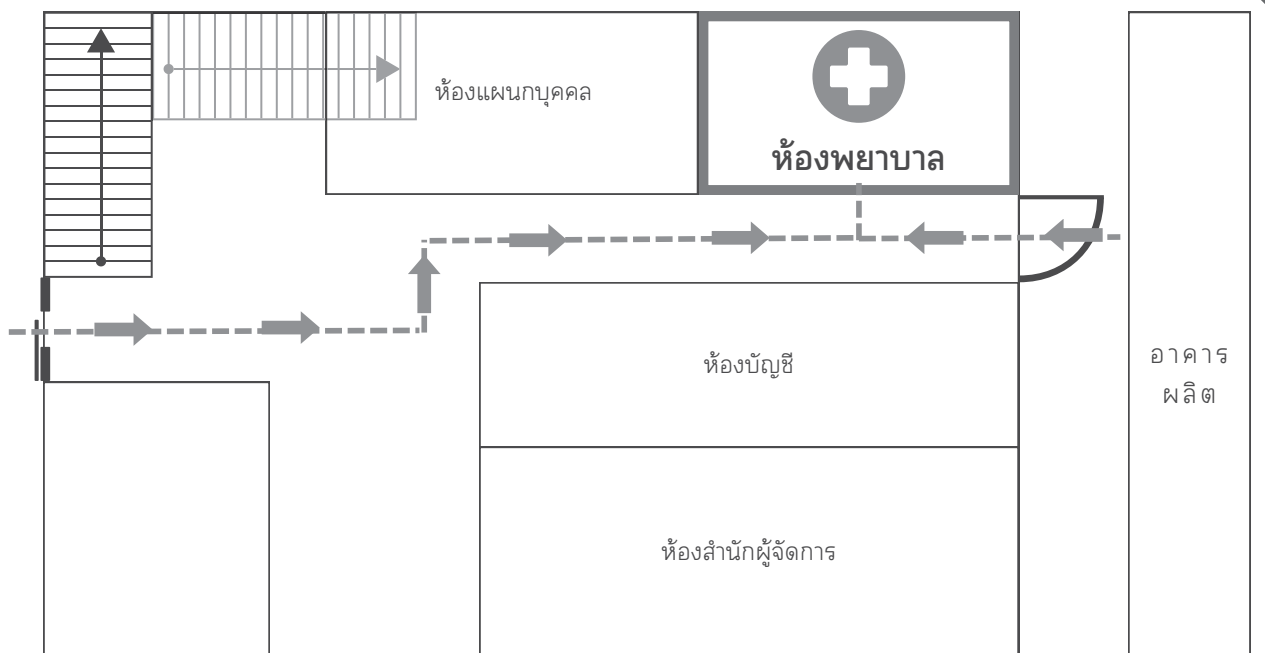 ห้องแผนกบุคคล
ห้องพยาบาล
ห้องบัญชี
อาคาร
ผลิต
ห้องสำนักผู้จัดการ